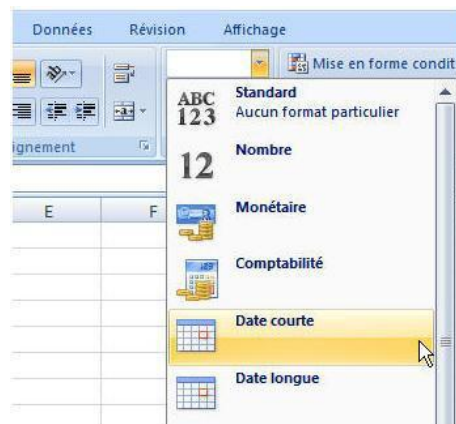 Données Révision Affichage
Mise en forme condit
ignement
E F
ABC
123
Standard
Aucun format particulier
12
Nombre
Monétaire
Comptabilité
Date courte
Date longue